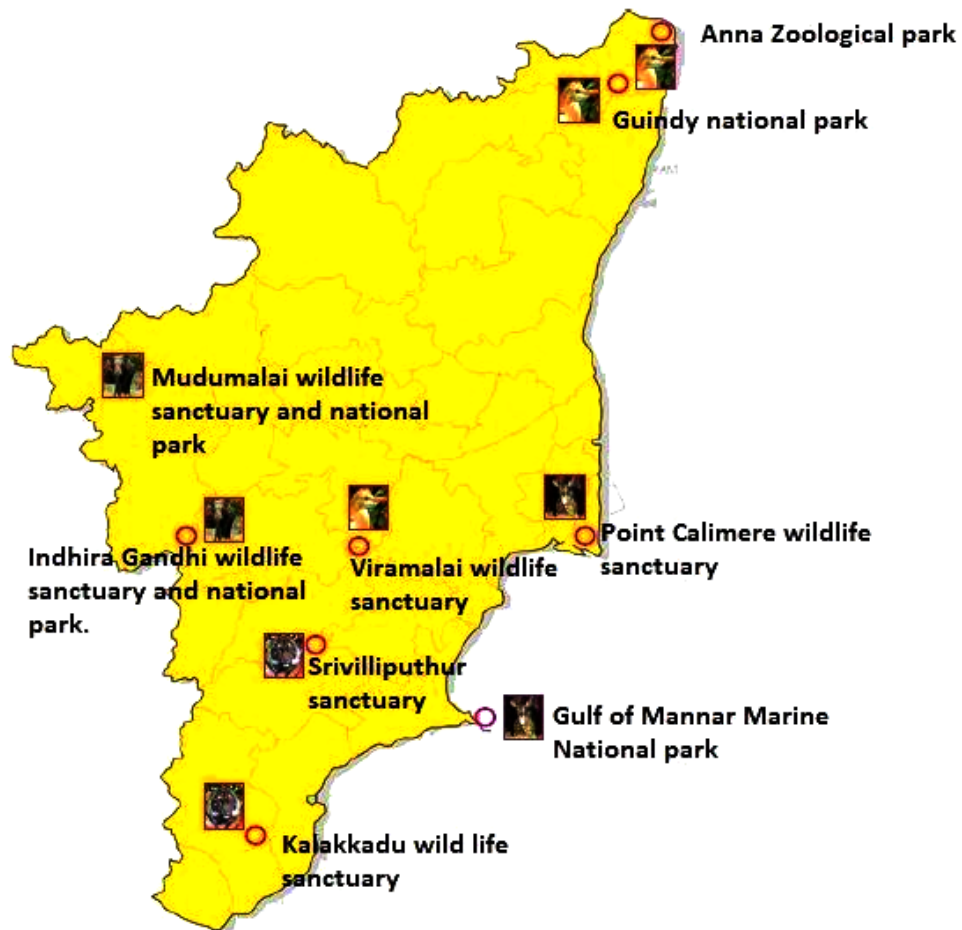 Anna Zoological park
Guindy national park
Mudumalai wildlife
sanctuary and national
park
Indhira Gandhi wildlife
sanctuary and national
park.
Viramalai wildlife
sanctuary
Point Calimere wildlife
sanctuary
Srivilliputhur
sanctuary
Gulf of Mannar Marine
National park
Kalakkadu wild life
sanctuary